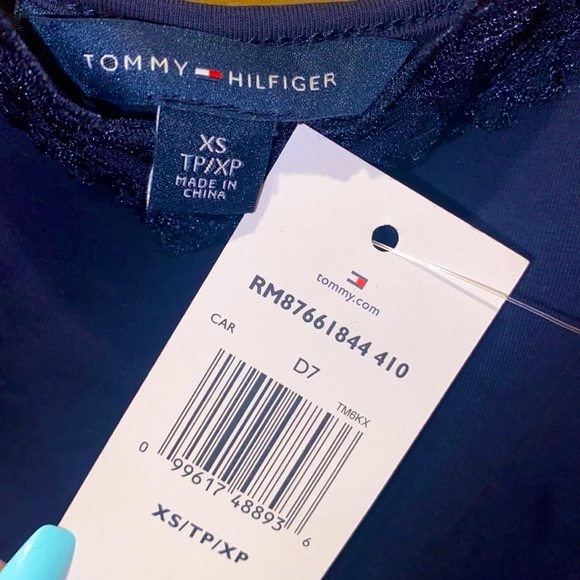 TOMMY HILFIGER
XS
TP/XP
MADE IN
CHINA
tommy.com
RM87661844 410
CAR
D7
TM6KX
0 99617 48893 6
XS/TP/XP